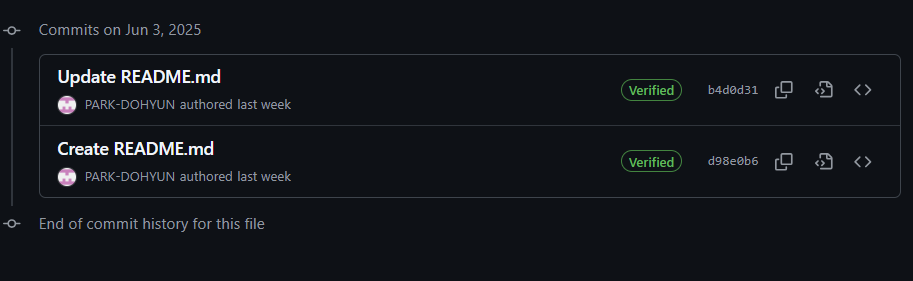 Commits on Jun 3, 2025
Update README.md
PARK-DOHYUN authored last week
Verified
b4d0d31
Create README.md
PARK-DOHYUN authored last week
Verified
d98e0b6
End of commit history for this file